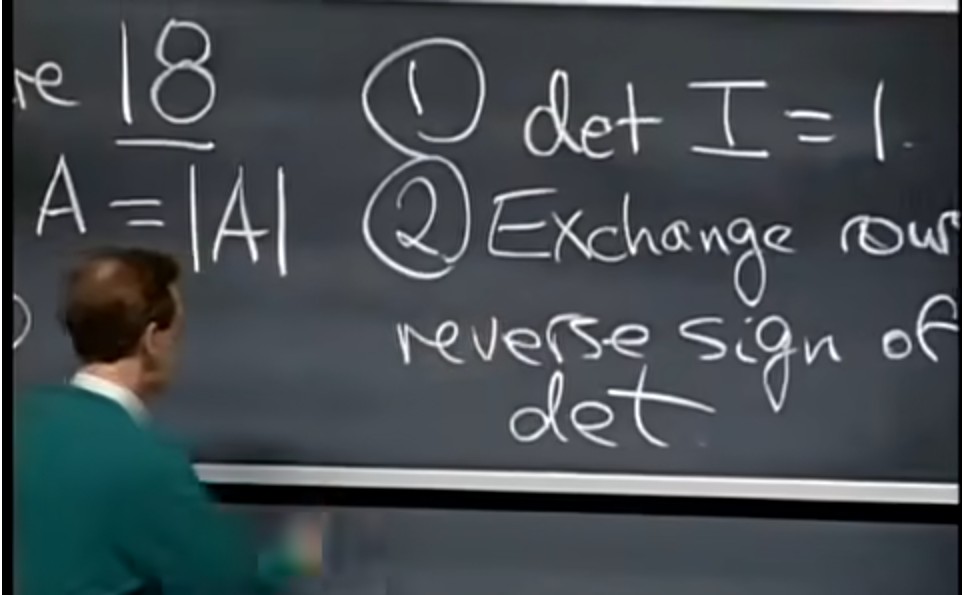 re 18
A = |A|
① det I = 1.
② Exchange rows
reverse sign of
det.